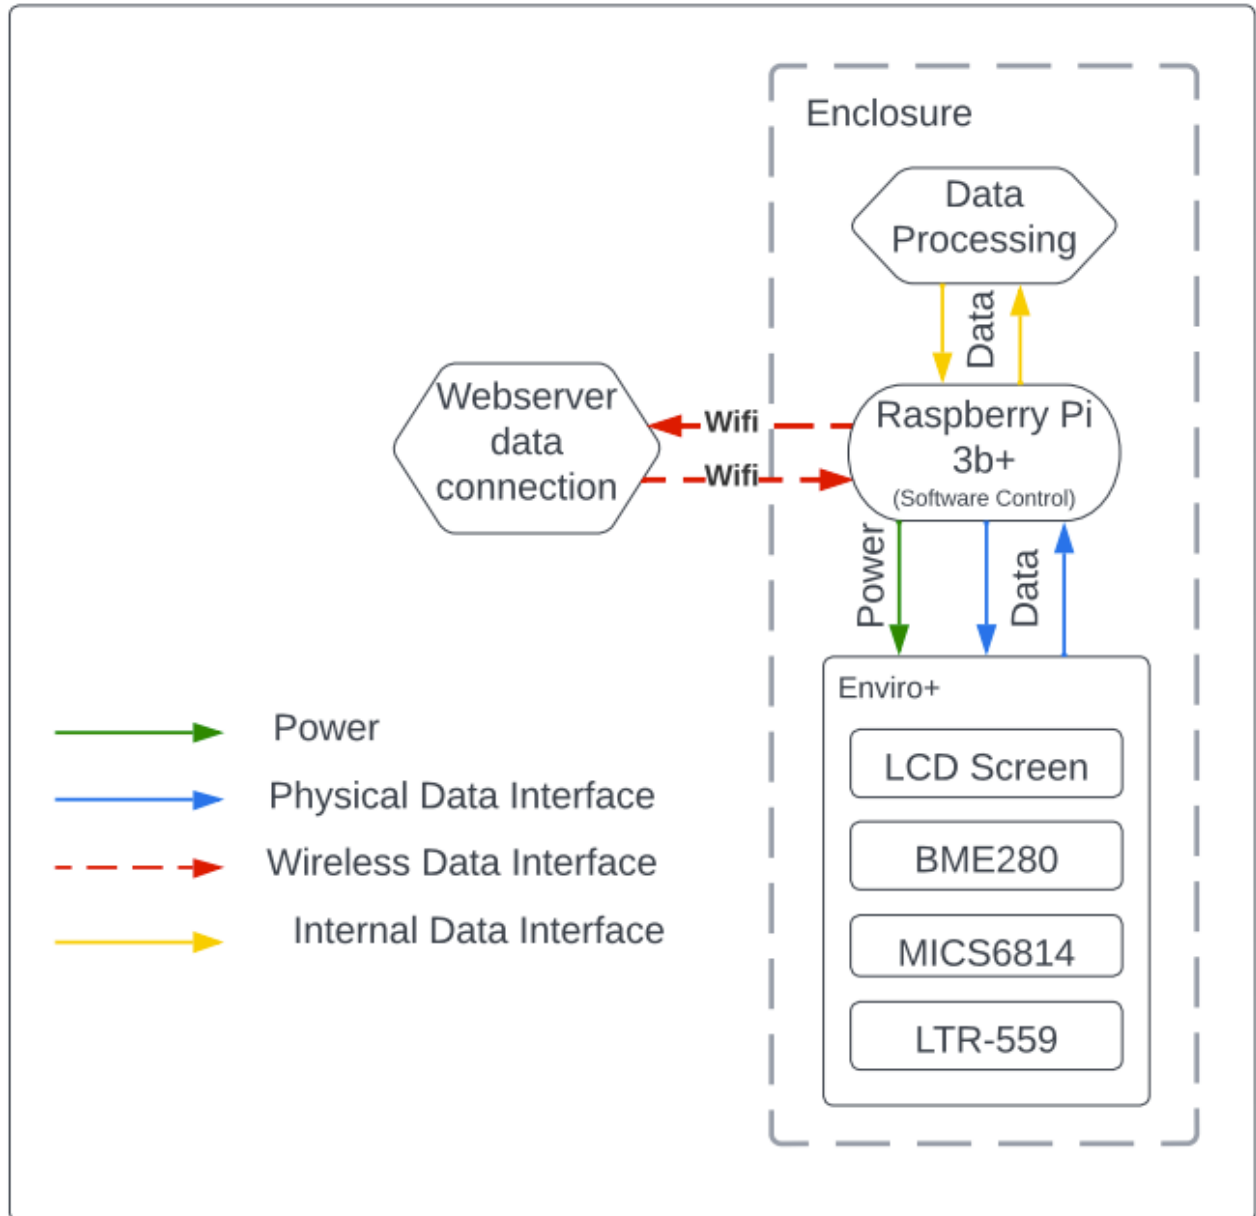 Enclosure
Data
Processing
Data
Webserver
data
connection
Wifi
Wifi
Raspberry Pi
3b+
(Software Control)
Power
Data
Enviro+
LCD Screen
BME280
MICS6814
LTR-559
Power
Physical Data Interface
Wireless Data Interface
Internal Data Interface